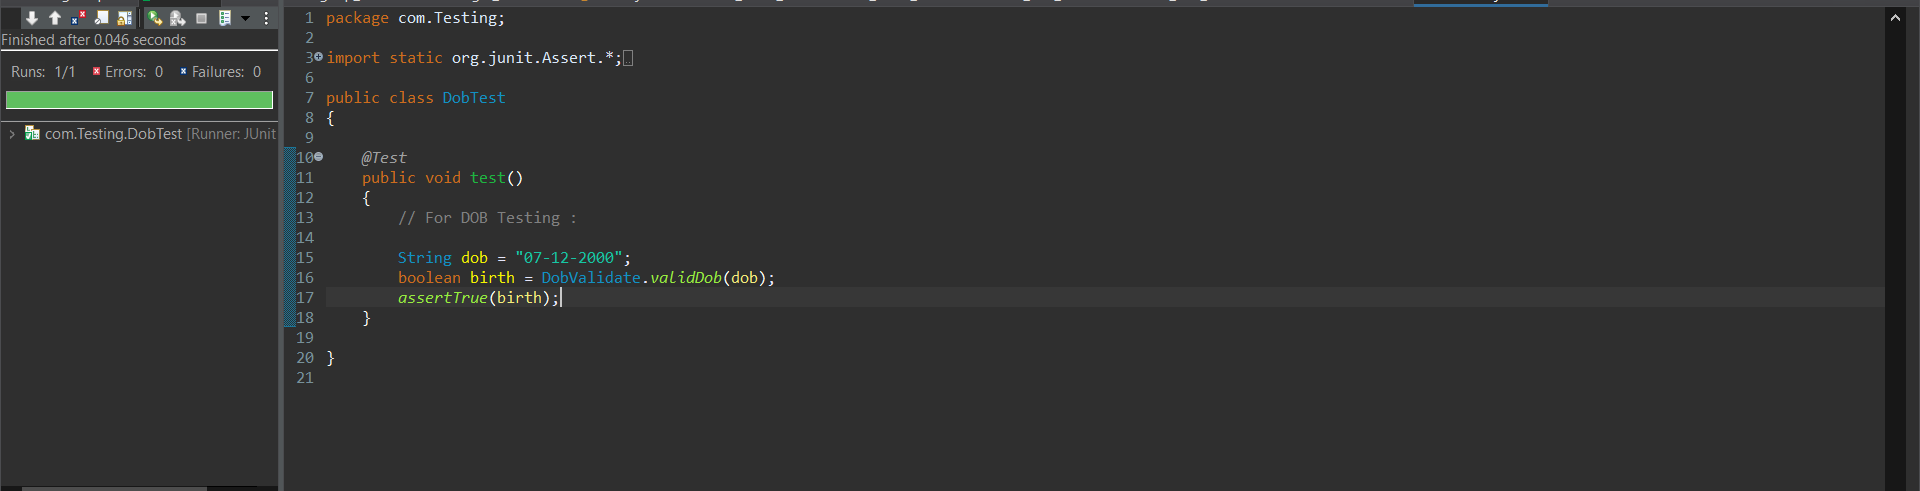 Finished after 0.046 seconds
Runs: 1/1 Errors: 0 Failures: 0
com.Testing.DobTest [Runner: JUnit
1 package com.Testing;
2
3 import static org.junit.Assert.*;
6
7 public class DobTest
8 {
9
10 @Test
11 public void test()
12 {
13 // For DOB Testing :
14
15 String dob = "07-12-2000";
16 boolean birth = DobValidate.validDob(dob);
17 assertTrue(birth);
18 }
19
20 }
21